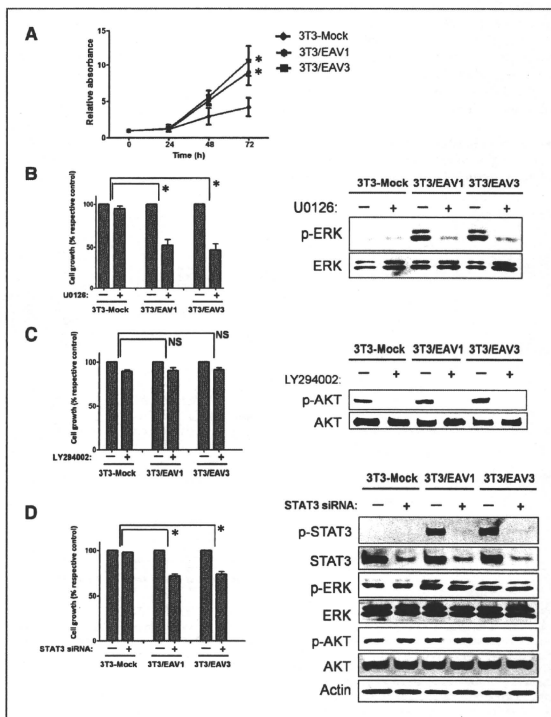 A
3T3-Mock
3T3/EAV1
3T3/EAV3
Relative absorbance
15
10
5
0
* 
*
0 24 48 72
Time (h)
B
Cell growth (% respective control)
100
50
0
*
*
— + — + — +
U0126:
3T3-Mock 3T3/EAV1 3T3/EAV3
3T3-Mock 3T3/EAV1 3T3/EAV3
U0126: — + — + — +
p-ERK
ERK
C
Cell growth (% respective control)
100
50
0
NS
NS
— + — + — +
LY294002:
3T3-Mock 3T3/EAV1 3T3/EAV3
3T3-Mock 3T3/EAV1 3T3/EAV3
LY294002: — + — + — +
p-AKT
AKT
D
Cell growth (% respective control)
100
50
0
*
*
— + — + — +
STAT3 siRNA:
3T3-Mock 3T3/EAV1 3T3/EAV3
3T3-Mock 3T3/EAV1 3T3/EAV3
STAT3 siRNA: — + — + — +
p-STAT3
STAT3
p-ERK
ERK
p-AKT
AKT
Actin